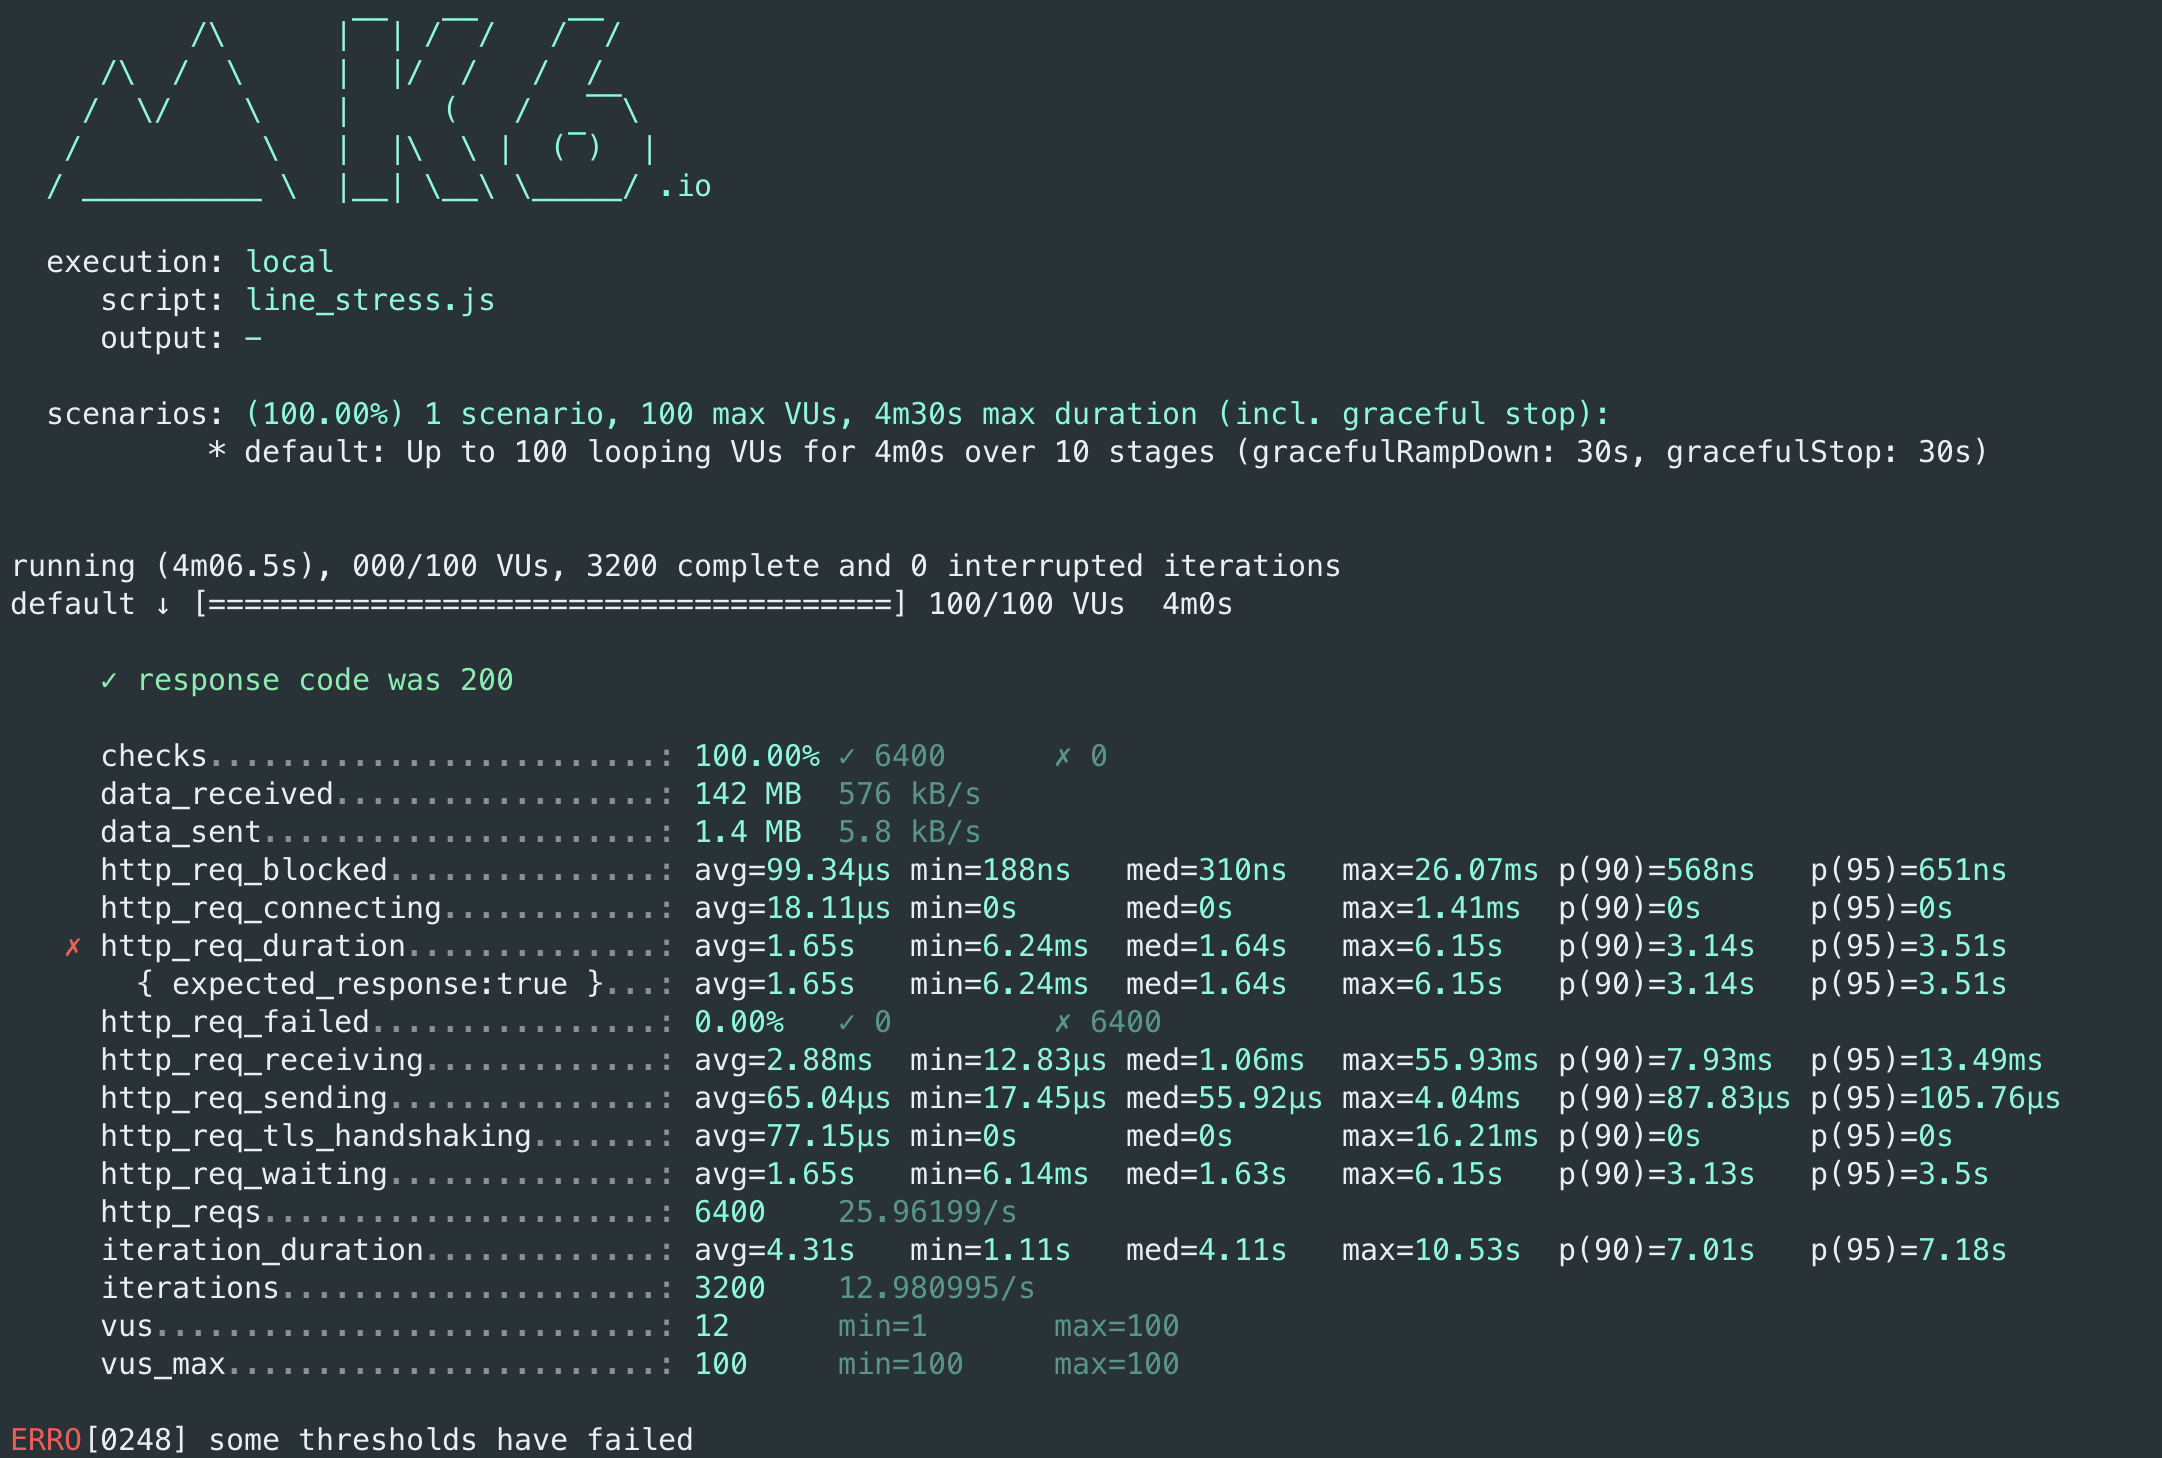 /\      |‾‾| /‾‾/   /‾‾/
     /\  /  \     |  |/  /   /  /
    /  \/    \    |     (   /   ‾‾\
   /          \   |  |\  \ |  (‾)  |
  / __________ \  |__| \__\ \_____/ .io
execution: local
script: line_stress.js
output: -
scenarios: (100.00%) 1 scenario, 100 max VUs, 4m30s max duration (incl. graceful stop):
* default: Up to 100 looping VUs for 4m0s over 10 stages (gracefulRampDown: 30s, gracefulStop: 30s)
running (4m06.5s), 000/100 VUs, 3200 complete and 0 interrupted iterations
default ↓ [======================================] 100/100 VUs  4m0s
✓ response code was 200
checks.........................: 100.00% ✓ 6400      ✗ 0
data_received..................: 142 MB  576 kB/s
data_sent......................: 1.4 MB  5.8 kB/s
http_req_blocked...............: avg=99.34µs min=188ns   med=310ns   max=26.07ms p(90)=568ns   p(95)=651ns
http_req_connecting............: avg=18.11µs min=0s      med=0s      max=1.41ms  p(90)=0s      p(95)=0s
✗ http_req_duration..............: avg=1.65s   min=6.24ms  med=1.64s   max=6.15s   p(90)=3.14s   p(95)=3.51s
{ expected_response:true }...: avg=1.65s   min=6.24ms  med=1.64s   max=6.15s   p(90)=3.14s   p(95)=3.51s
http_req_failed................: 0.00%   ✓ 0         ✗ 6400
http_req_receiving.............: avg=2.88ms  min=12.83µs med=1.06ms  max=55.93ms p(90)=7.93ms  p(95)=13.49ms
http_req_sending...............: avg=65.04µs min=17.45µs med=55.92µs max=4.04ms  p(90)=87.83µs p(95)=105.76µs
http_req_tls_handshaking.......: avg=77.15µs min=0s      med=0s      max=16.21ms p(90)=0s      p(95)=0s
http_req_waiting...............: avg=1.65s   min=6.14ms  med=1.63s   max=6.15s   p(90)=3.13s   p(95)=3.5s
http_reqs......................: 6400    25.96199/s
iteration_duration.............: avg=4.31s   min=1.11s   med=4.11s   max=10.53s  p(90)=7.01s   p(95)=7.18s
iterations.....................: 3200    12.980995/s
vus............................: 12      min=1       max=100
vus_max........................: 100     min=100     max=100
ERRO[0248] some thresholds have failed